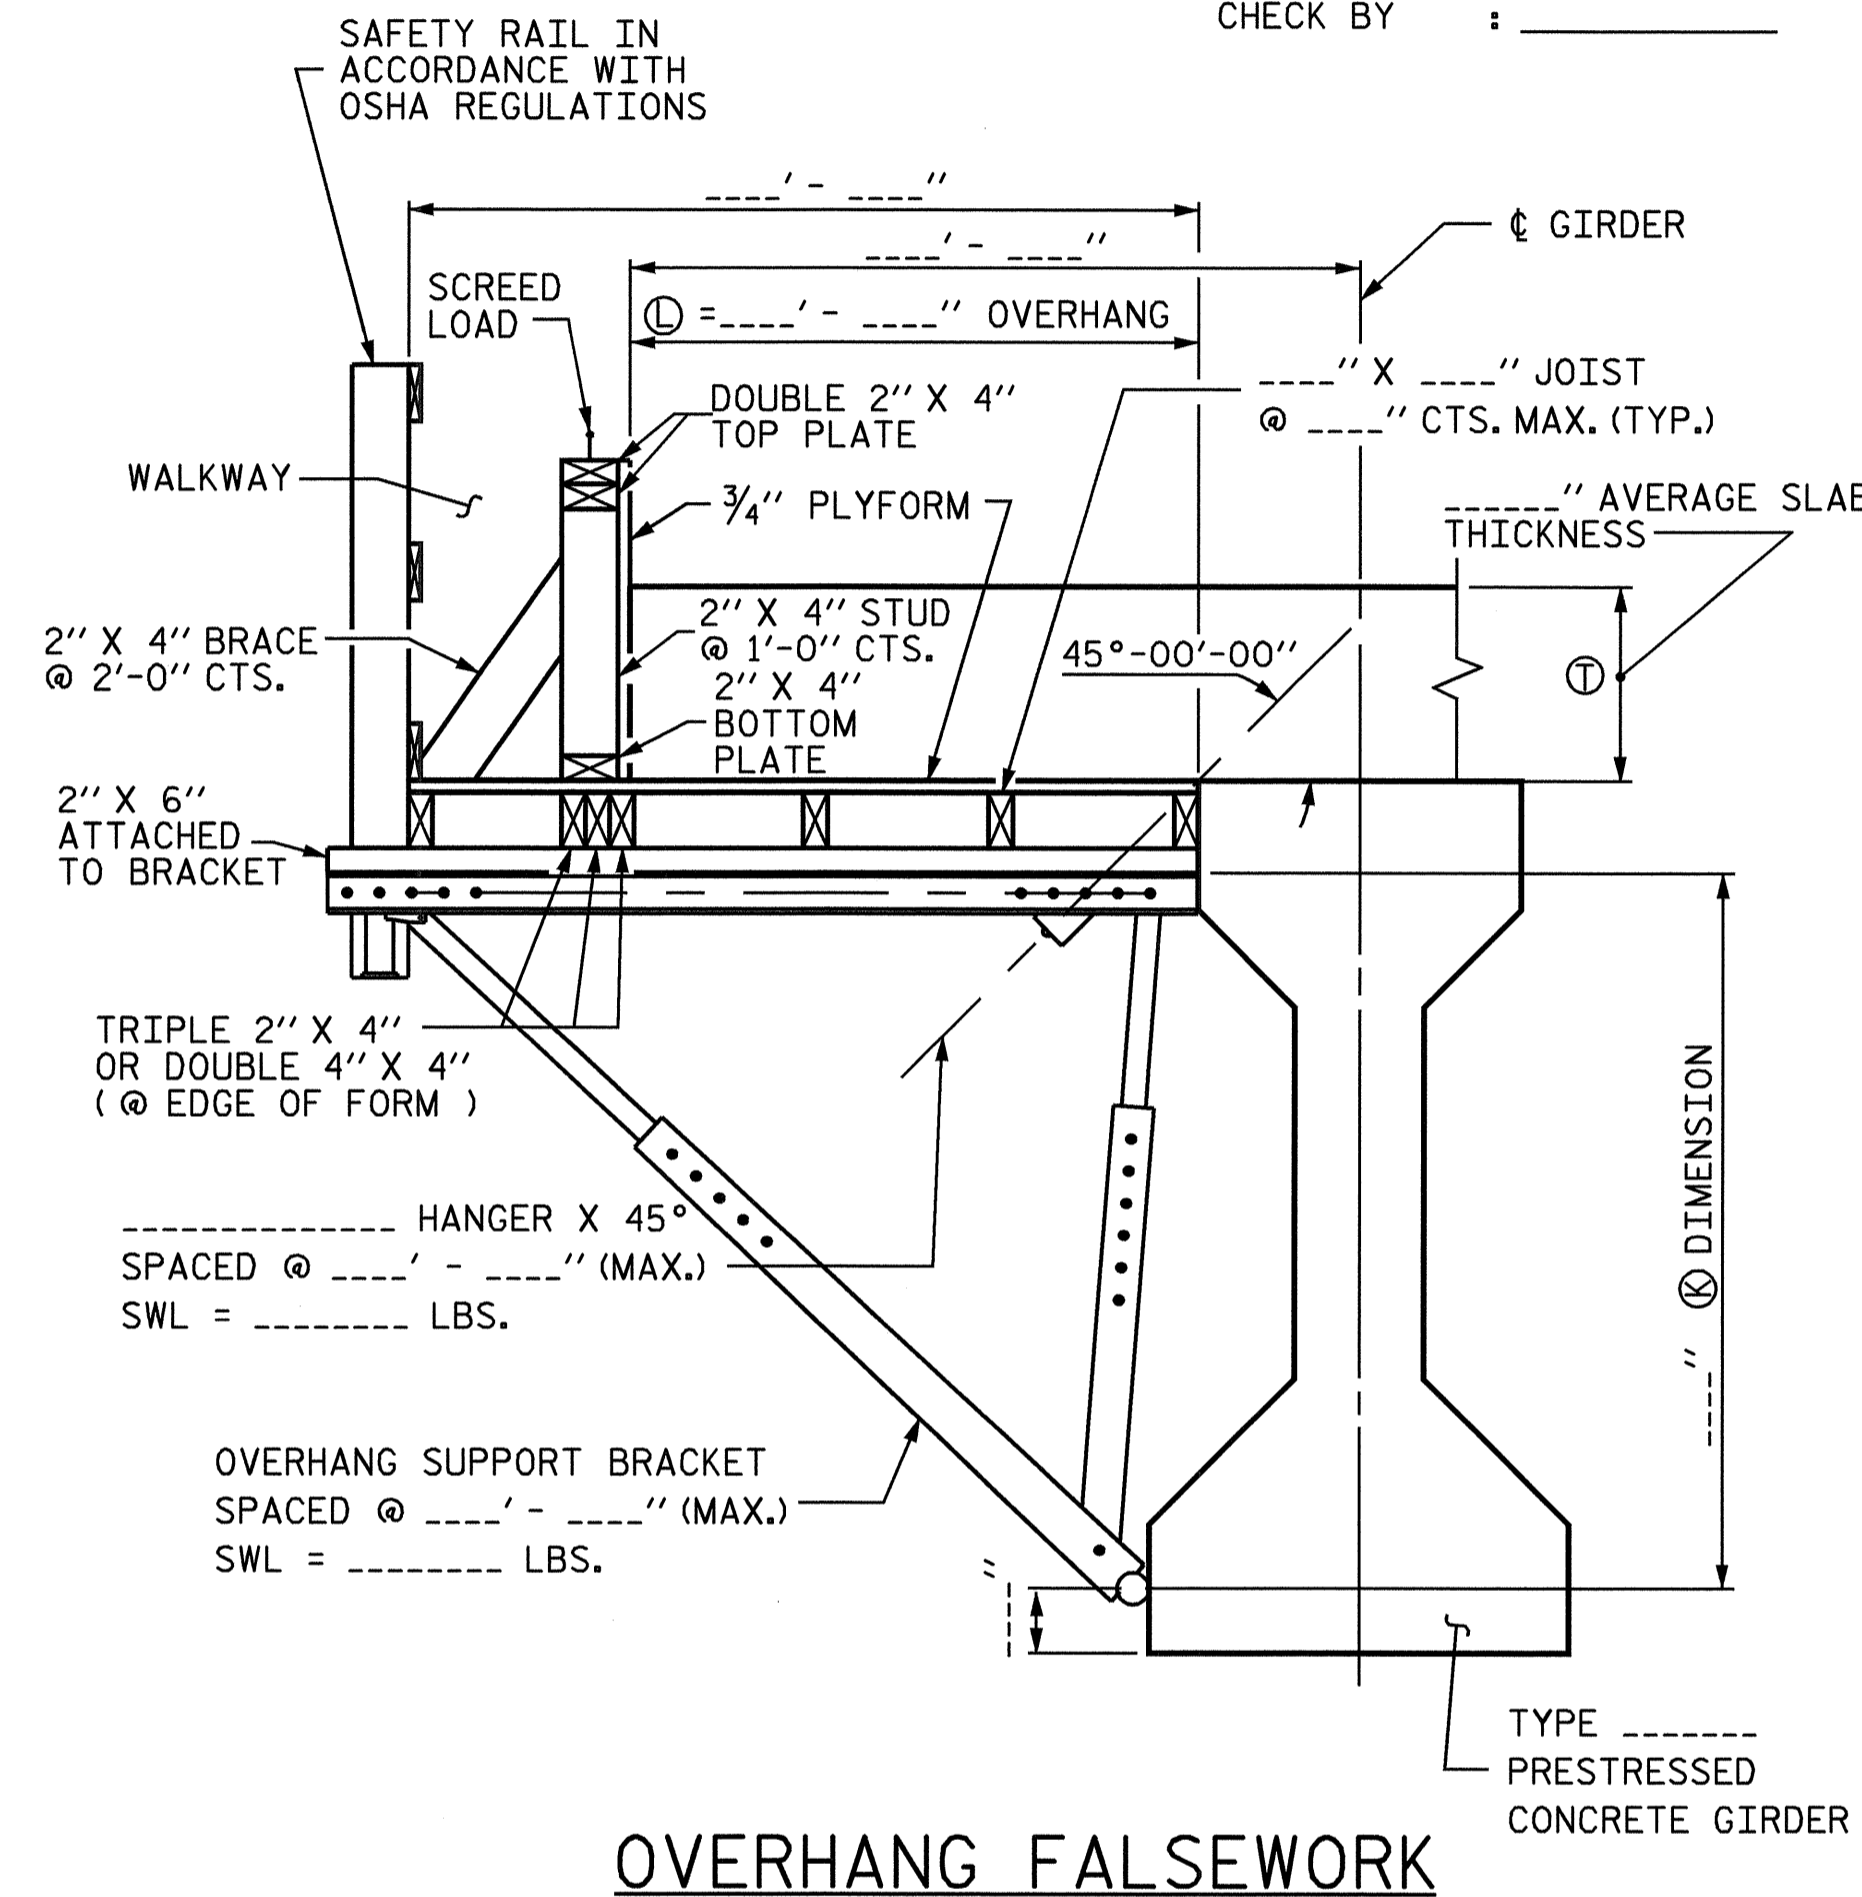 CHECK BY : ____________
SAFETY RAIL IN
ACCORDANCE WITH
OSHA REGULATIONS
____' - ____"
____' - ____"
℄ GIRDER
SCREED
LOAD
Ⓛ =____' - ____" OVERHANG
____" X ____" JOIST
@ ____" CTS. MAX. (TYP.)
DOUBLE 2" X 4"
TOP PLATE
WALKWAY
3/4" PLYFORM
______" AVERAGE SLAB
THICKNESS
2" X 4" STUD
@ 1'-0" CTS.
45°-00'-00"
2" X 4" BRACE
@ 2'-0" CTS.
Ⓣ
2" X 4"
BOTTOM
PLATE
2" X 6"
ATTACHED
TO BRACKET
TRIPLE 2" X 4"
OR DOUBLE 4" X 4"
( @ EDGE OF FORM )
____" Ⓚ DIMENSION
______________ HANGER X 45°
SPACED @ ____' - ____" (MAX.)
SWL = ________ LBS.
OVERHANG SUPPORT BRACKET
SPACED @ ____' - ____" (MAX.)
SWL = ________ LBS.
____"
TYPE _______
PRESTRESSED
CONCRETE GIRDER
OVERHANG FALSEWORK